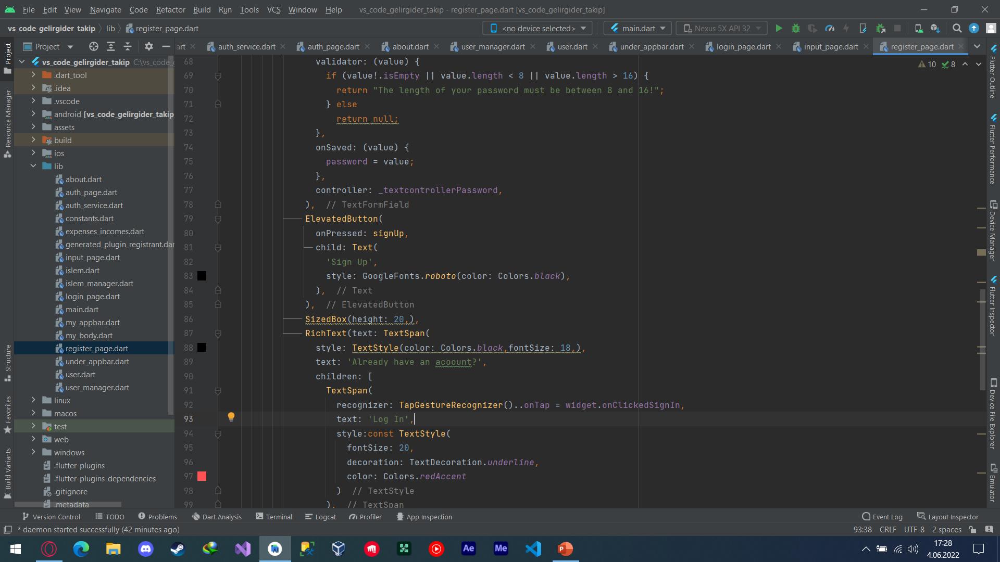 File Edit View Navigate Code Refactor Build Run Tools VCS Window Help vs_code_gelirgider_takip - register_page.dart [vs_code_gelirgider_takip]
vs_code_gelirgider_takip lib register_page.dart <no device selected> main.dart Nexus 5X API 32
Project art auth_service.dart auth_page.dart about.dart user_manager.dart user.dart under_appbar.dart login_page.dart input_page.dart register_page.dart
10 8
Project
Resource Manager
Structure
Favorites
Build Variants
vs_code_gelirgider_takip C:\vs_code_
.dart_tool
.idea
.vscode
android [vs_code_gelirgider_takip
assets
build
ios
lib
about.dart
auth_page.dart
auth_service.dart
constants.dart
expenses_incomes.dart
generated_plugin_registrant.dar
input_page.dart
islem.dart
islem_manager.dart
login_page.dart
main.dart
my_appbar.dart
my_body.dart
register_page.dart
under_appbar.dart
user.dart
user_manager.dart
linux
macos
test
web
windows
.flutter-plugins
.flutter-plugins-dependencies
.gitignore
.metadata
68 validator: (value) {
69 if (value!.isEmpty || value.length < 8 || value.length > 16) {
70 return "The length of your password must be between 8 and 16!";
71 } else
72 return null;
73 },
74 onSaved: (value) {
75 password = value;
76 },
77 controller: _textcontrollerPassword,
78 ), // TextFormField
79 ElevatedButton(
80 onPressed: signUp,
81 child: Text(
82 'Sign Up',
83 style: GoogleFonts.roboto(color: Colors.black),
84 ), // Text
85 ), // ElevatedButton
86 SizedBox(height: 20,),
87 RichText(text: TextSpan(
88 style: TextStyle(color: Colors.black,fontSize: 18,),
89 text: 'Already have an acoount?',
90 children: [
91 TextSpan(
92 recognizer: TapGestureRecognizer()..onTap = widget.onClickedSignIn,
93 text: 'Log In',
94 style:const TextStyle(
95 fontSize: 20,
96 decoration: TextDecoration.underline,
97 color: Colors.redAccent
98 ) // TextStyle
99 ), // TextSpan
Flutter Outline
Flutter Performance
Device Manager
Flutter Inspector
Device File Explorer
Emulator
Version Control TODO Problems Dart Analysis Terminal Logcat Profiler App Inspection Event Log Layout Inspector
* daemon started successfully (42 minutes ago) 93:38 CRLF UTF-8 2 spaces
Ae Me P
17:28
4.06.2022